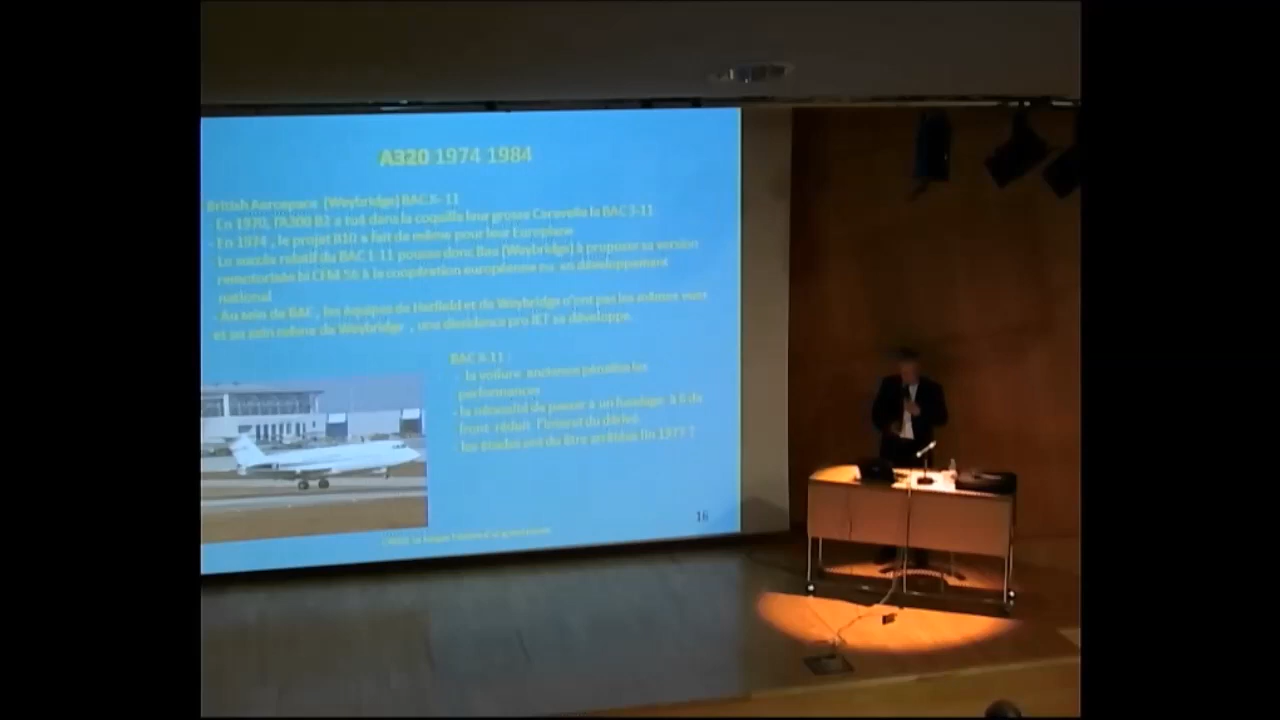 A320 1974 1984
British Aerospace (Weybridge) BAC X- 11
- En 1970, l'A300 B2 a tué dans la coquille leur grosse Caravelle la BAC 3-11
- En 1974 , le projet B10 a fait de même pour leur Europlane
- Le succès relatif du BAC 1-11 pousse donc Bae (Weybridge) à proposer sa version
remotorisée bi CFM 56 à la coopération européenne ou en développement
national
- Au sein de BAE , les équipes de Hatfield et de Weybridge n'ont pas les mêmes vues
et au sein même de Weybridge , une dissidence pro JET se développe.
BAC X-11 :
- la voilure ancienne pénalise les
performances
- la nécessité de passer à un fuselage à 6 de
front réduit l'intérêt du dérivé
- les études ont du être arrêtées fin 1977 ?
16